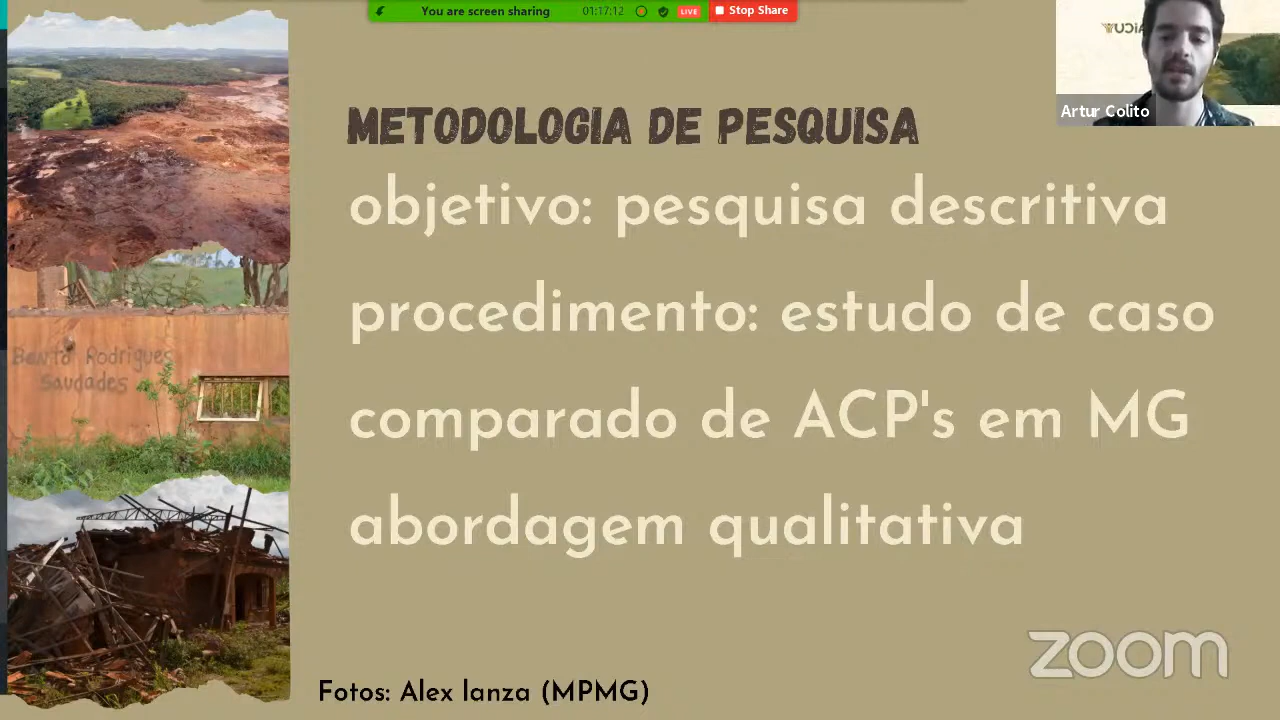 You are screen sharing 01:17:12 LIVE Stop Share
Artur Colito
METODOLOGIA DE PESQUISA
objetivo: pesquisa descritiva
procedimento: estudo de caso
comparado de ACP's em MG
abordagem qualitativa
Bento Rodrigues
Saudades
Fotos: Alex lanza (MPMG)
zoom